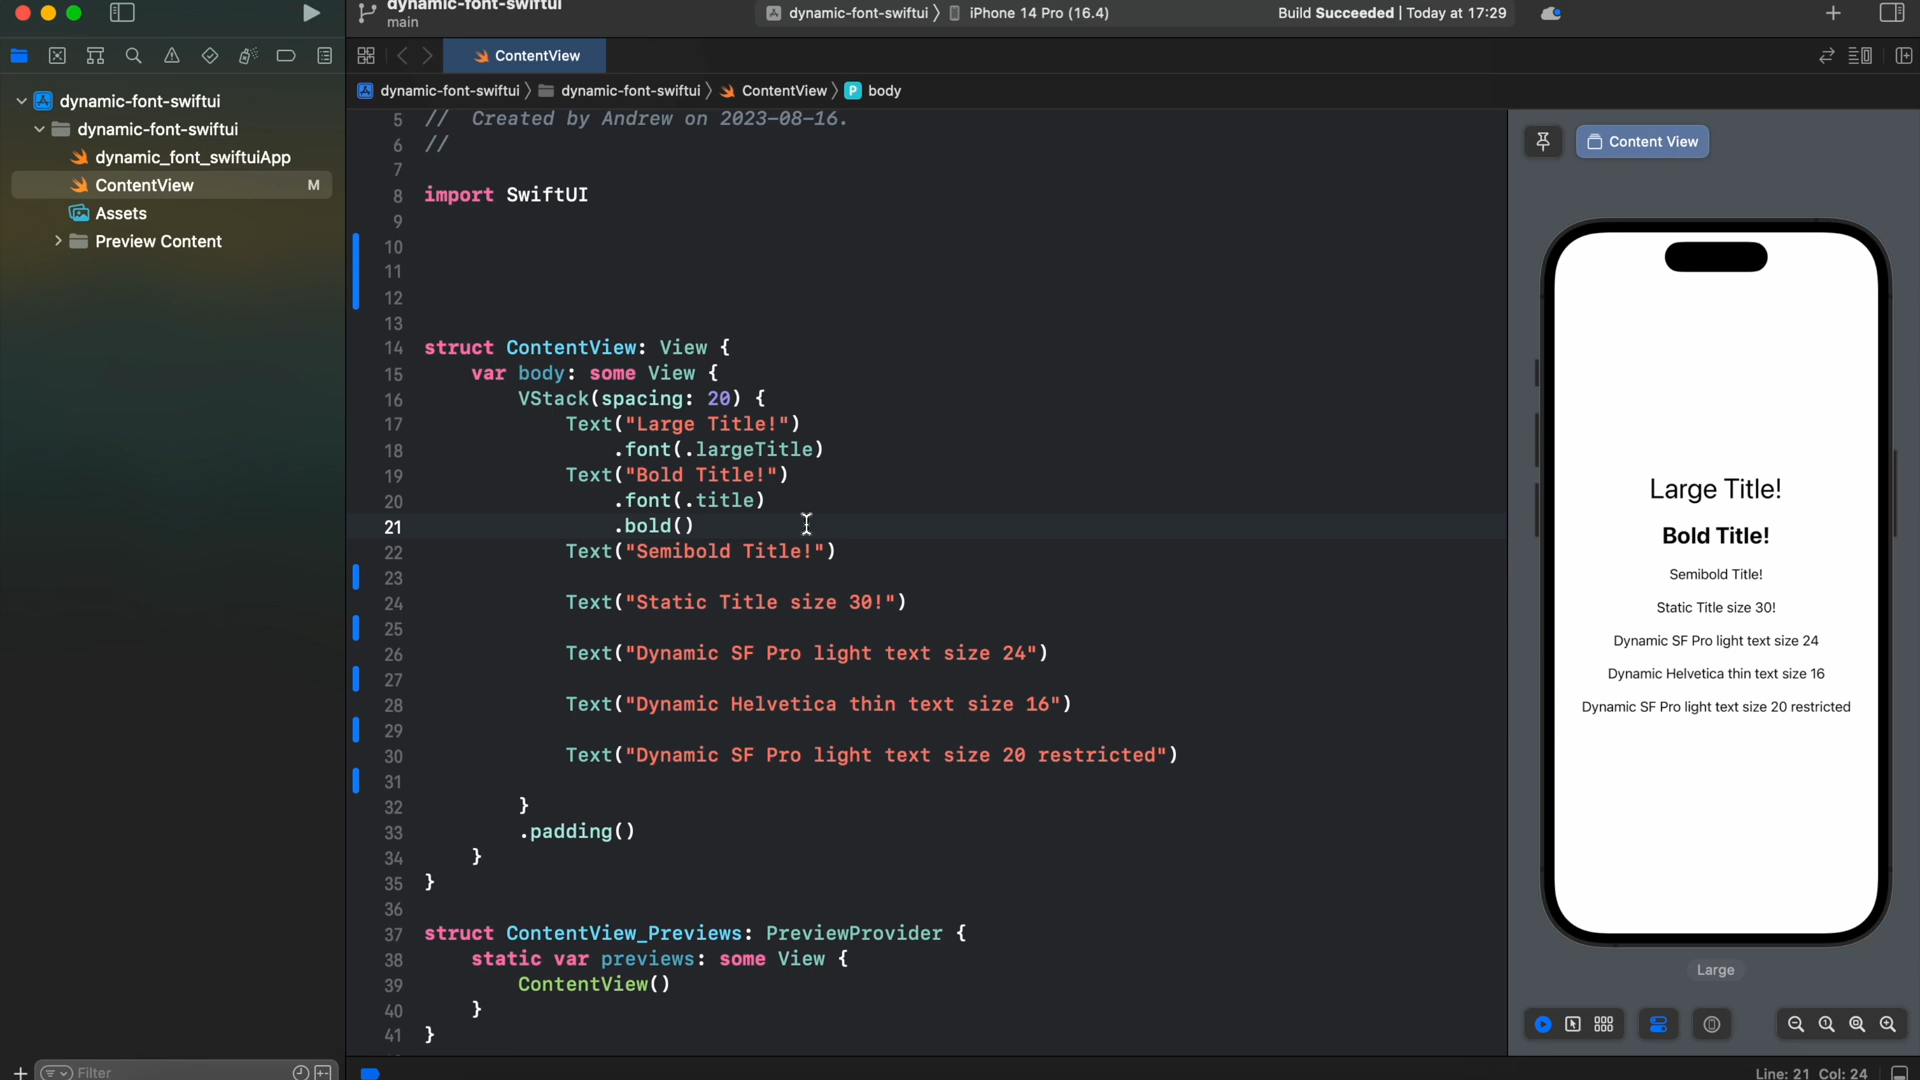 dynamic-font-swiftui
main
dynamic-font-swiftui
iPhone 14 Pro (16.4)
Build Succeeded | Today at 17:29
ContentView
dynamic-font-swiftui
dynamic-font-swiftui
ContentView
P body
dynamic-font-swiftui
dynamic-font-swiftui
dynamic_font_swiftuiApp
ContentView M
Assets
Preview Content
5 // Created by Andrew on 2023-08-16.
6 //
7
8 import SwiftUI
9
10
11
12
13
14 struct ContentView: View {
15 var body: some View {
16 VStack(spacing: 20) {
17 Text("Large Title!")
18 .font(.largeTitle)
19 Text("Bold Title!")
20 .font(.title)
21 .bold()
22 Text("Semibold Title!")
23
24 Text("Static Title size 30!")
25
26 Text("Dynamic SF Pro light text size 24")
27
28 Text("Dynamic Helvetica thin text size 16")
29
30 Text("Dynamic SF Pro light text size 20 restricted")
31
32 }
33 .padding()
34 }
35 }
36
37 struct ContentView_Previews: PreviewProvider {
38 static var previews: some View {
39 ContentView()
40 }
41 }
Content View
Large Title!
Bold Title!
Semibold Title!
Static Title size 30!
Dynamic SF Pro light text size 24
Dynamic Helvetica thin text size 16
Dynamic SF Pro light text size 20 restricted
Large
Filter
Line: 21 Col: 24